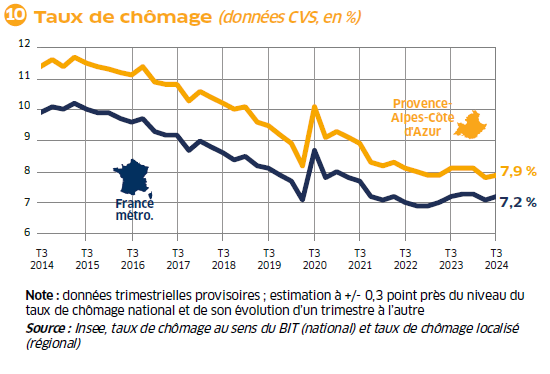 10 Taux de chômage (données CVS, en %)
12
11
10
9
8
7
6
Provence-
Alpes-Côte
d'Azur
France
métro.
7,9 %
7,2 %
T3 T3 T3 T3 T3 T3 T3 T3 T3 T3 T3
2014 2015 2016 2017 2018 2019 2020 2021 2022 2023 2024
Note : données trimestrielles provisoires ; estimation à +/- 0,3 point près du niveau du
taux de chômage national et de son évolution d'un trimestre à l'autre
Source : Insee, taux de chômage au sens du BIT (national) et taux de chômage localisé
(régional)